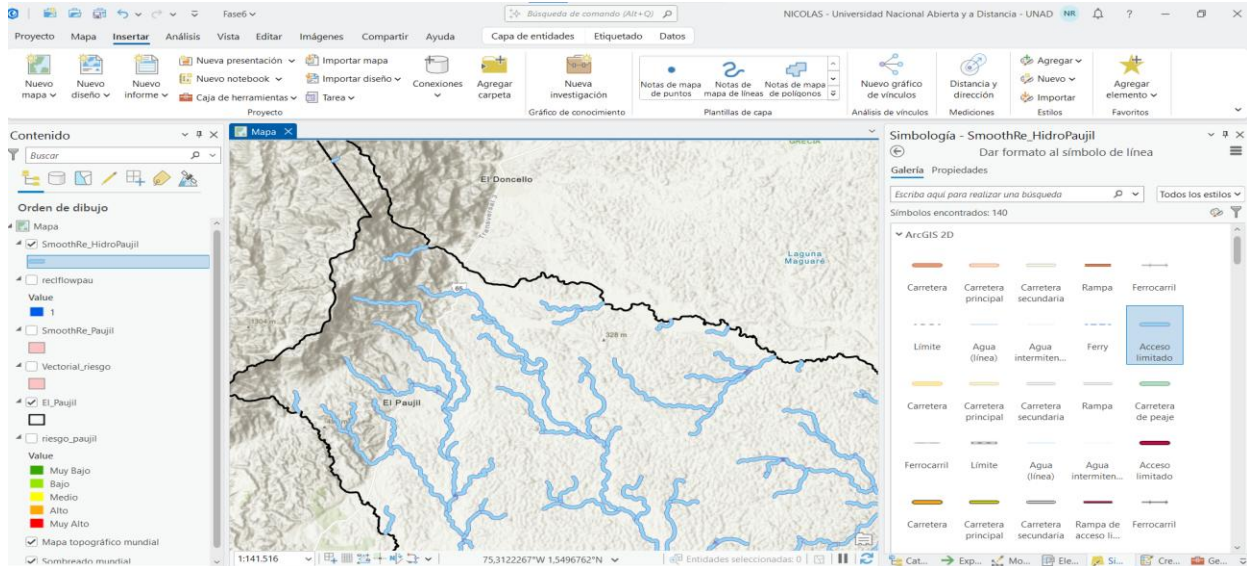 Fase6
Búsqueda de comando (Alt+Q)
NICOLAS - Universidad Nacional Abierta y a Distancia - UNAD
NR
?
Proyecto Mapa Insertar Análisis Vista Editar Imágenes Compartir Ayuda Capa de entidades Etiquetado Datos
Nuevo mapa
Nuevo diseño
Nuevo informe
Nueva presentación
Nuevo notebook
Caja de herramientas
Importar mapa
Importar diseño
Tarea
Conexiones
Agregar carpeta
Nueva investigación
Notas de mapa de puntos
Notas de mapa de líneas
Notas de mapa de polígonos
Nuevo gráfico de vínculos
Distancia y dirección
Agregar
Nuevo
Importar
Agregar elemento
Proyecto
Gráfico de conocimiento
Plantillas de capa
Análisis de vínculos
Mediciones
Estilos
Favoritos
Contenido
Buscar
Orden de dibujo
Mapa
SmoothRe_HidroPaujil
reclflowpau
Value
1
SmoothRe_Paujil
Vectorial_riesgo
El_Paujil
riesgo_paujil
Value
Muy Bajo
Bajo
Medio
Alto
Muy Alto
Mapa topográfico mundial
Sombreado mundial
Mapa
El Doncello
Laguna Maguaré
65
328 m
El Paujil
1:141.516
75,3122267°W 1,5496762°N
Entidades seleccionadas: 0
Simbología - SmoothRe_HidroPaujil
Dar formato al símbolo de línea
Galería Propiedades
Escriba aquí para realizar una búsqueda
Todos los estilos
Símbolos encontrados: 140
ArcGIS 2D
Carretera
Carretera principal
Carretera secundaria
Rampa
Ferrocarril
Límite
Agua (línea)
Agua intermiten...
Ferry
Acceso limitado
Carretera
Carretera principal
Carretera secundaria
Rampa
Carretera de peaje
Ferrocarril
Límite
Agua (línea)
Agua intermiten...
Acceso limitado
Carretera
Carretera principal
Carretera secundaria
Rampa de acceso li...
Ferrocarril
Cat... Exp... Mo... Ele... Si... Cre... Ge...